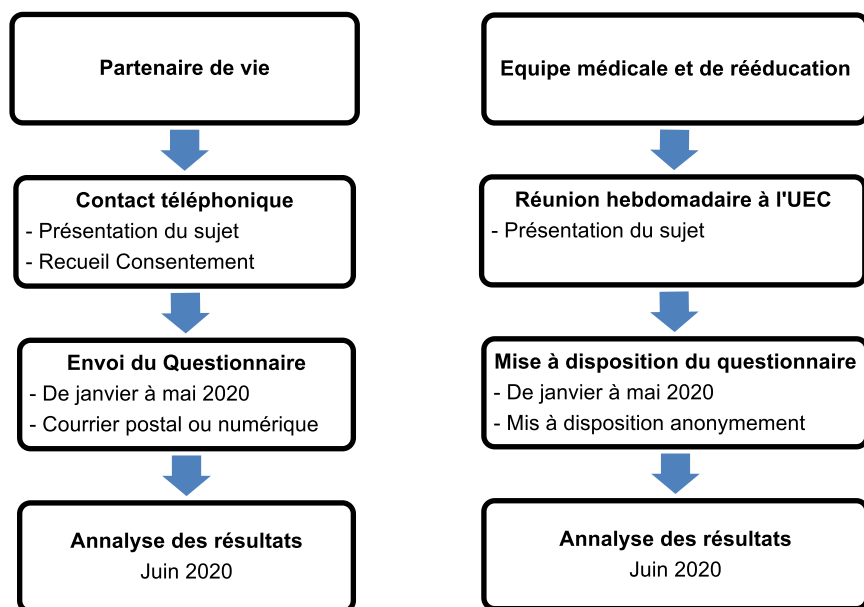 Partenaire de vie
Contact téléphonique
- Présentation du sujet
- Recueil Consentement
Envoi du Questionnaire
- De janvier à mai 2020
- Courrier postal ou numérique
Annalyse des résultats
Juin 2020
Equipe médicale et de rééducation
Réunion hebdomadaire à l'UEC
- Présentation du sujet
Mise à disposition du questionnaire
- De janvier à mai 2020
- Mis à disposition anonymement
Annalyse des résultats
Juin 2020